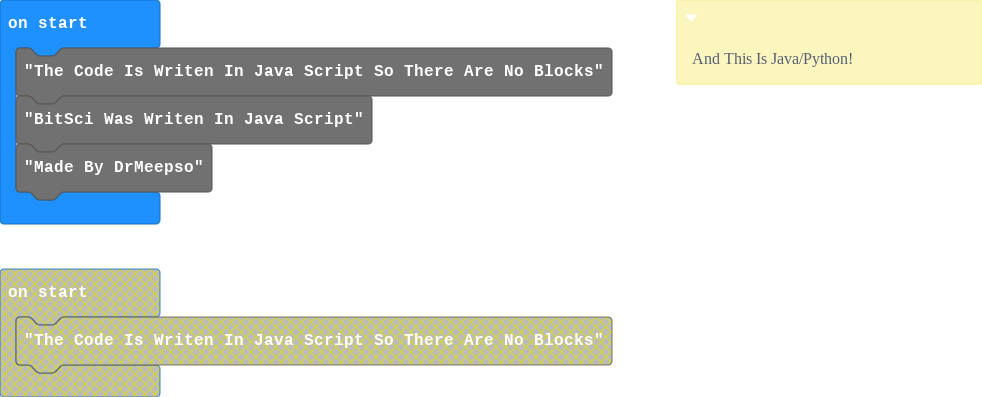 on start
"The Code Is Writen In Java Script So There Are No Blocks"
"BitSci Was Writen In Java Script"
"Made By DrMeepso"
And This Is Java/Python!
on start
"The Code Is Writen In Java Script So There Are No Blocks"